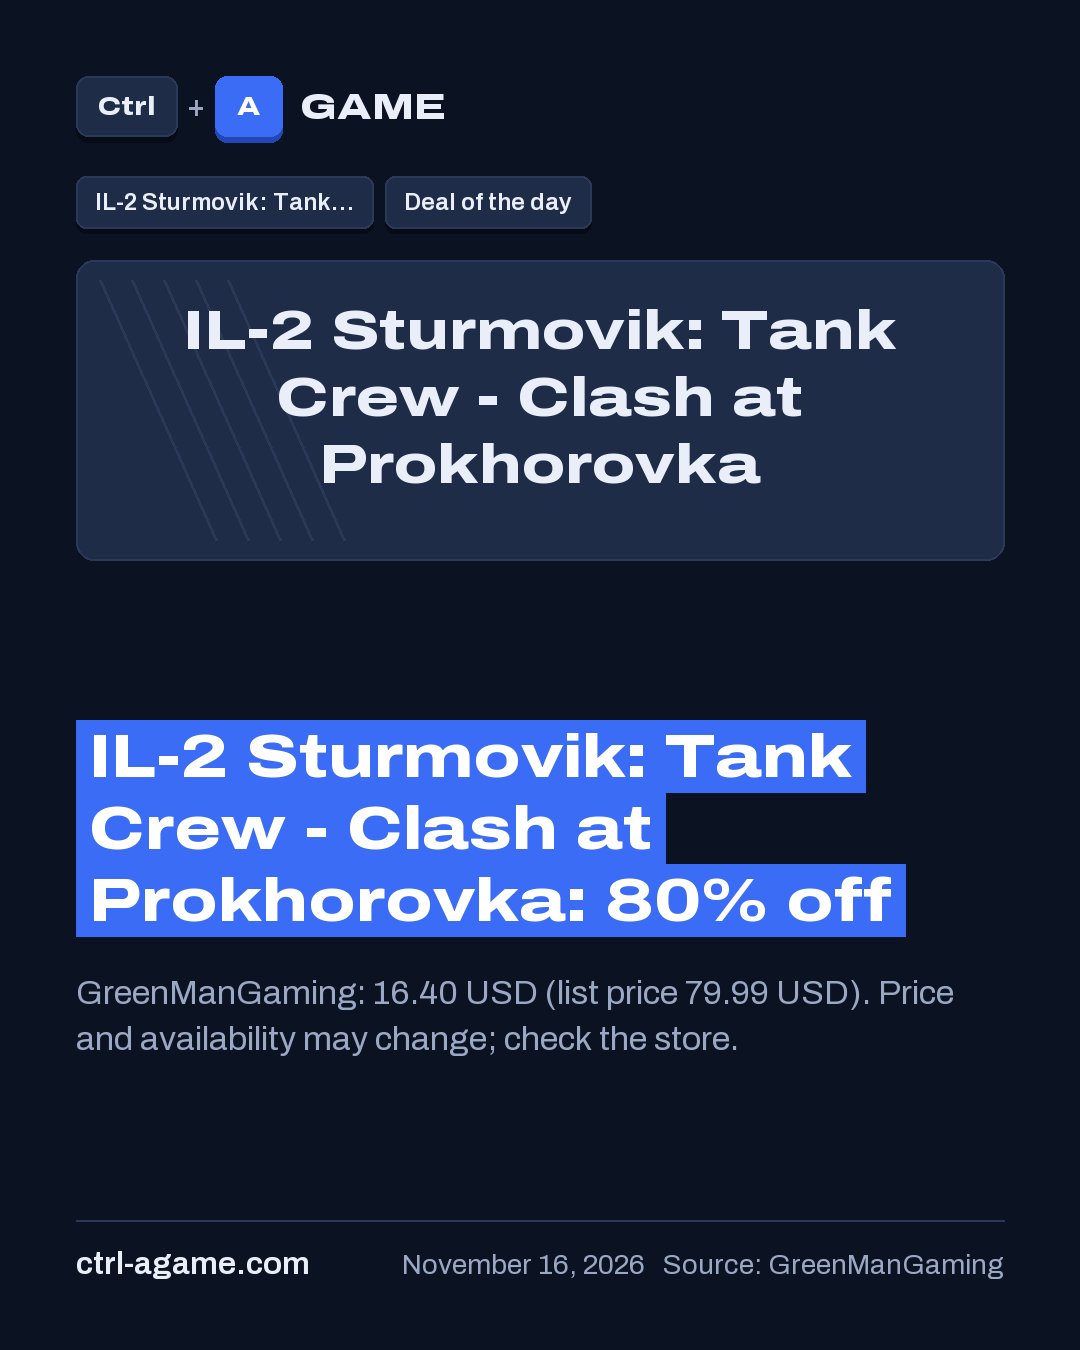 Ctrl + A GAME
IL-2 Sturmovik: Tank... Deal of the day
IL-2 Sturmovik: Tank
Crew - Clash at
Prokhorovka
IL-2 Sturmovik: Tank
Crew - Clash at
Prokhorovka: 80% off
GreenManGaming: 16.40 USD (list price 79.99 USD). Price
and availability may change; check the store.
ctrl-agame.com November 16, 2026 Source: GreenManGaming